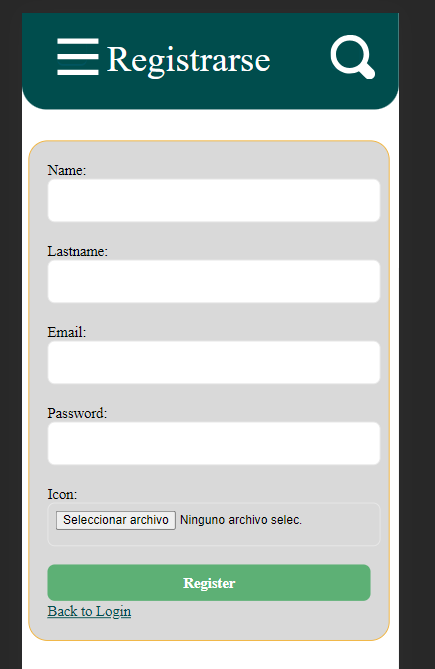 Registrarse
Name:
Lastname:
Email:
Password:
Icon:
Seleccionar archivo Ninguno archivo selec.
Register
Back to Login